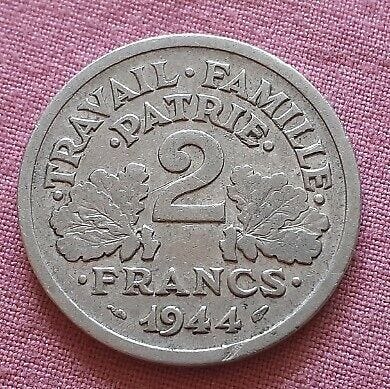 ·TRAVAIL·FAMILLE·
·PATRIE·
2
·FRANCS·
1944